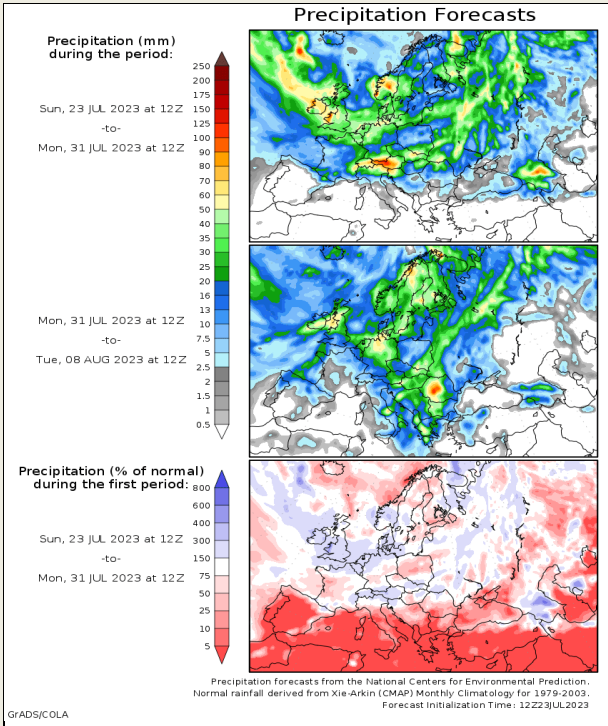 Precipitation Forecasts
Precipitation (mm)
during the period:
Sun, 23 JUL 2023 at 12Z
-to-
Mon, 31 JUL 2023 at 12Z
250
200
175
150
125
100
90
80
70
60
50
40
35
30
25
20
16
13
10
7.5
5
2.5
2
1.5
1
0.5
Mon, 31 JUL 2023 at 12Z
-to-
Tue, 08 AUG 2023 at 12Z
Precipitation (% of normal)
during the first period:
Sun, 23 JUL 2023 at 12Z
-to-
Mon, 31 JUL 2023 at 12Z
800
600
400
300
150
75
50
25
10
5
Precipitation forecasts from the National Centers for Environmental Prediction.
Normal rainfall derived from Xie-Arkin (CMAP) Monthly Climatology for 1979-2003.
Forecast Initialization Time: 12Z23JUL2023
GrADS/COLA